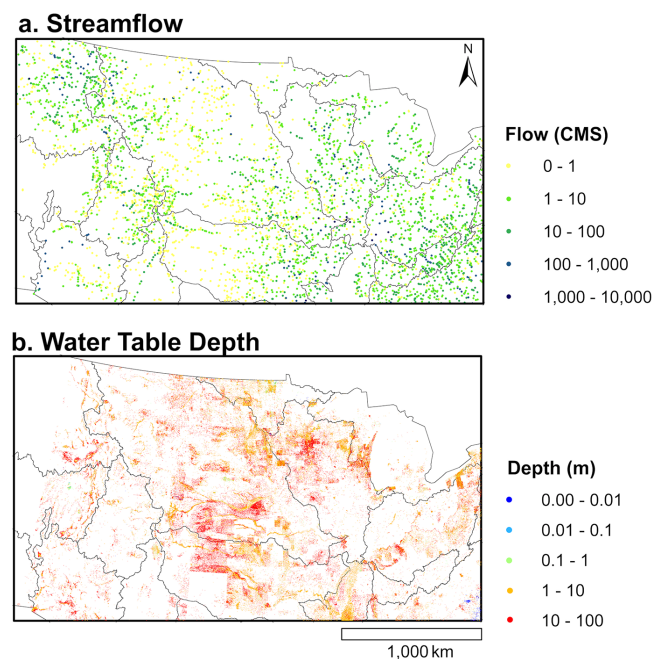 a. Streamflow
N
Flow (CMS)
0 - 1
1 - 10
10 - 100
100 - 1,000
1,000 - 10,000
b. Water Table Depth
Depth (m)
0.00 - 0.01
0.01 - 0.1
0.1 - 1
1 - 10
10 - 100
1,000 km